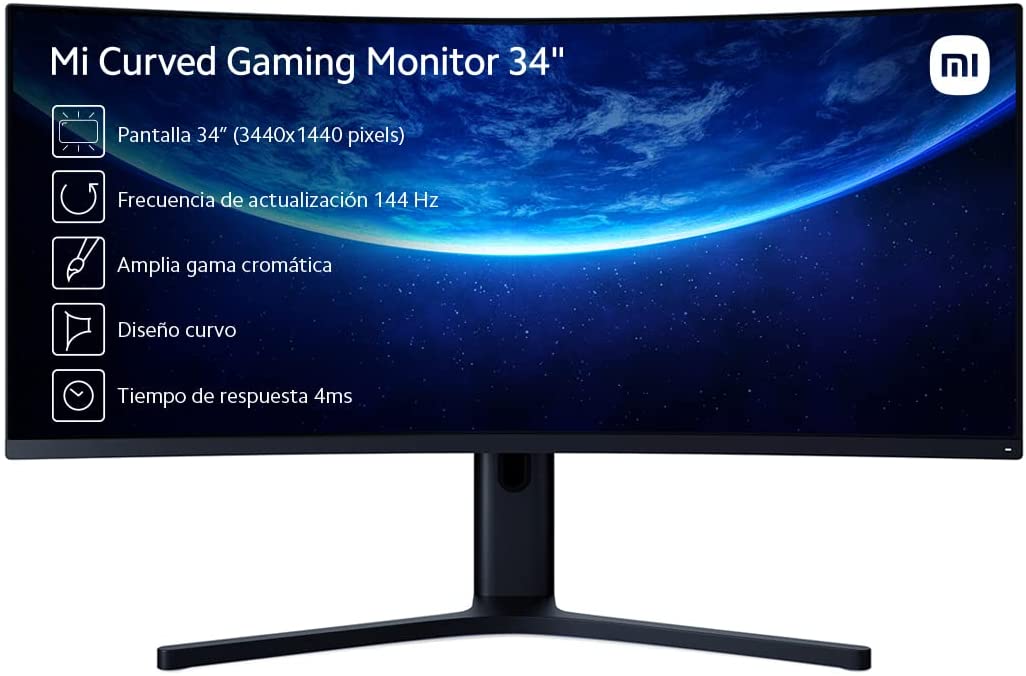 Mi Curved Gaming Monitor 34"
mi
Pantalla 34” (3440x1440 pixels)
Frecuencia de actualización 144 Hz
Amplia gama cromática
Diseño curvo
Tiempo de respuesta 4ms